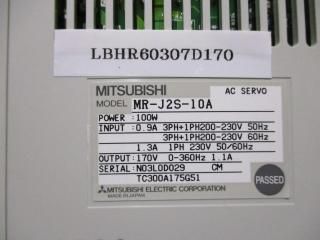 LBHR60307D170
MITSUBISHI
AC SERVO
MODEL MR-J2S-10A
POWER : 100W
INPUT : 0.9A 3PH+1PH200-230V 50Hz
3PH+1PH200-230V 60Hz
1.3A 1PH 230V 50/60Hz
OUTPUT: 170V 0-360Hz 1.1A
SERIAL: N03L0D029 CM
TC300A175G51
MITSUBISHI ELECTRIC CORPORATION
MADE IN JAPAN
PASSED